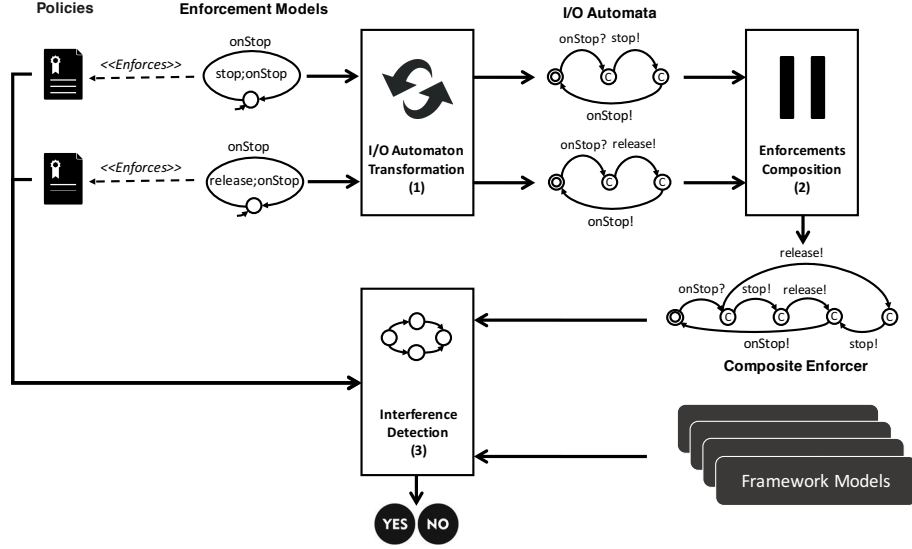 Policies
Enforcement Models
I/O Automata
onStop
<<Enforces>>
stop;onStop
onStop? stop!
C
C
onStop!
I/O Automaton
Transformation
(1)
Enforcements
Composition
(2)
onStop
<<Enforces>>
release;onStop
onStop? release!
C
C
onStop!
release!
onStop? stop! release!
C
C
C
C
onStop!
stop!
Composite Enforcer
Interference
Detection
(3)
Framework Models
YES
NO